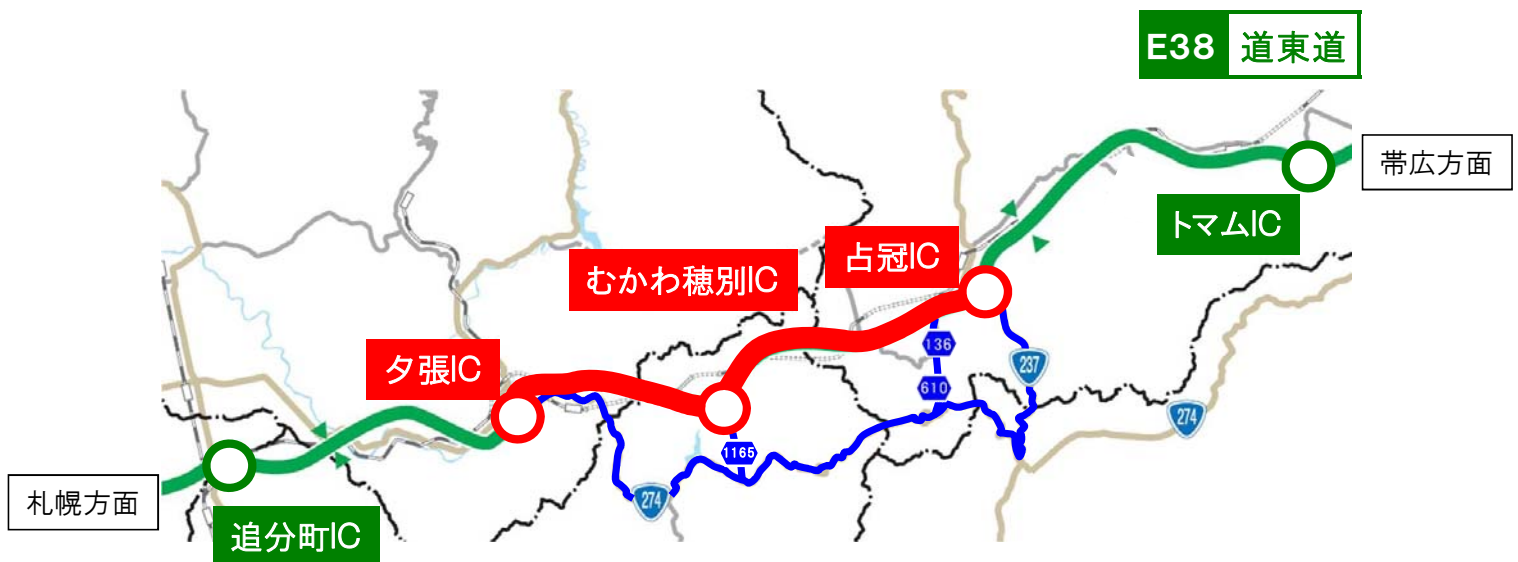 E38 道東道
帯広方面
トマムIC
占冠IC
むかわ穂別IC
136
237
夕張IC
610
274
1165
274
札幌方面
追分町IC